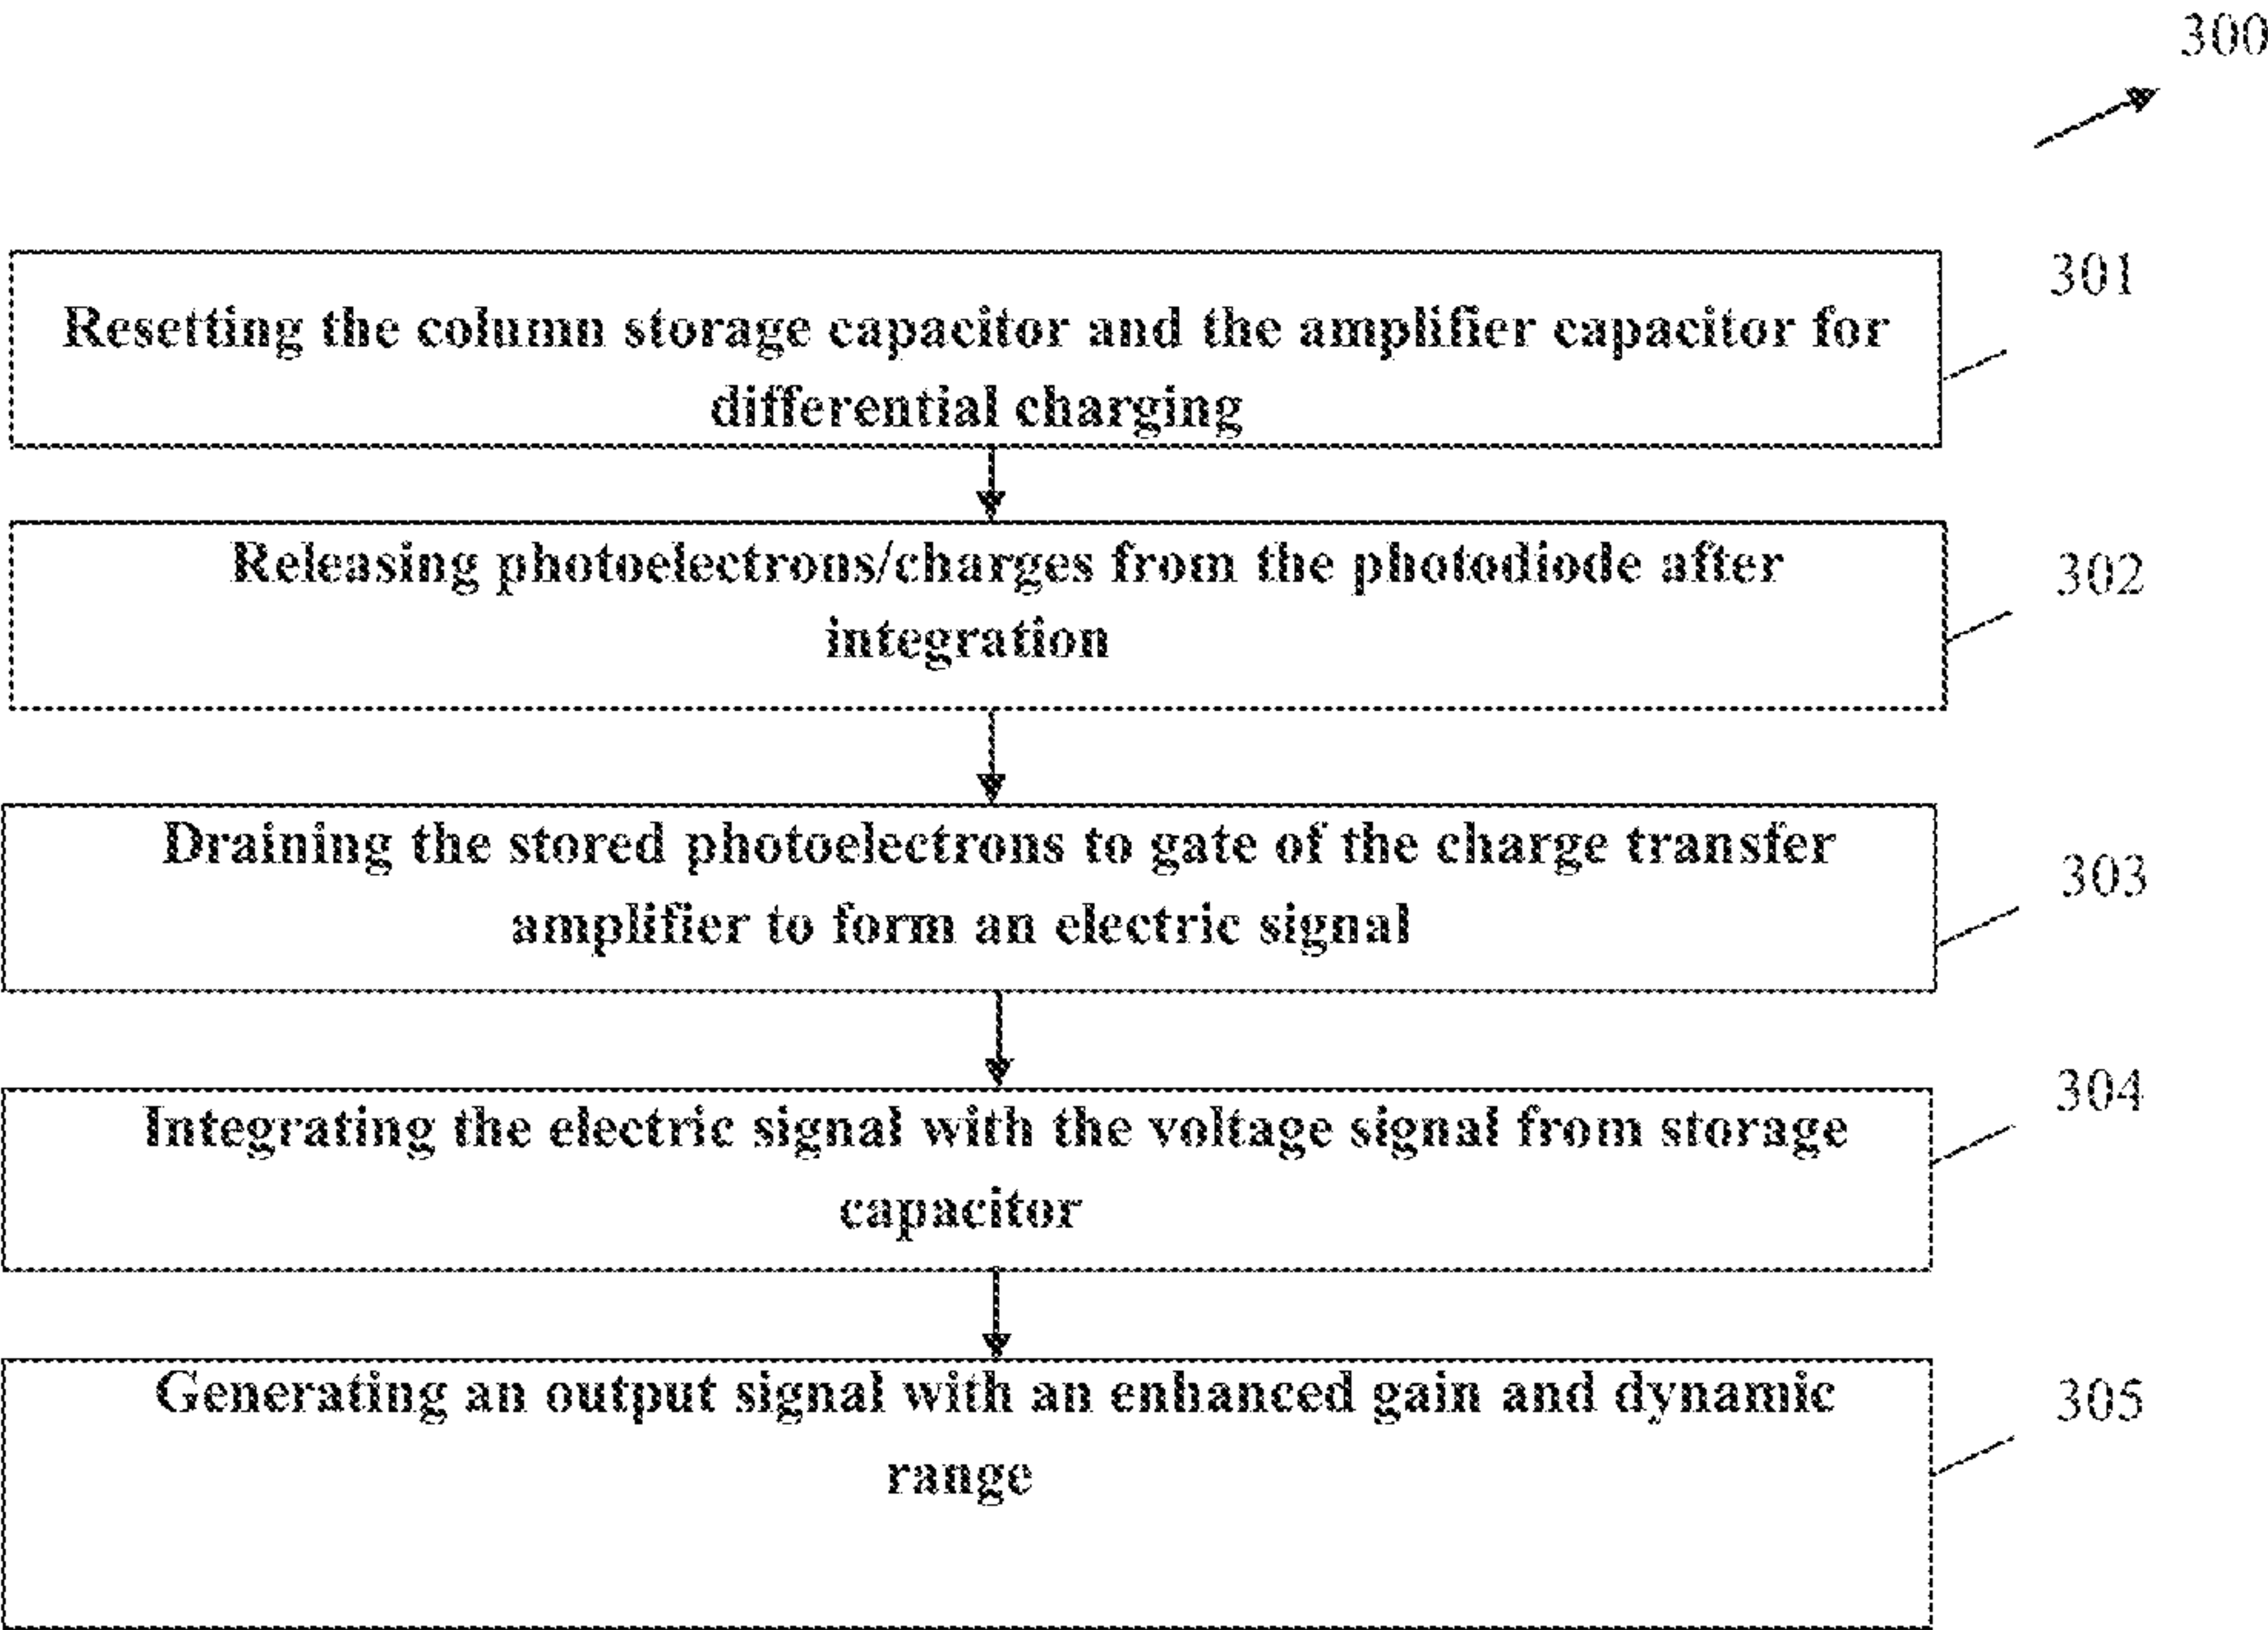 300
301
Resetting the column storage capacitor and the amplifier capacitor for
differential charging
Releasing photoelectrons/charges from the photodiode after
integration
302
Draining the stored photoelectrons to gate of the charge transfer
amplifier to form an electric signal
303
Integrating the electric signal with the voltage signal from storage
capacitor
304
Generating an output signal with an enhanced gain and dynamic
range
305